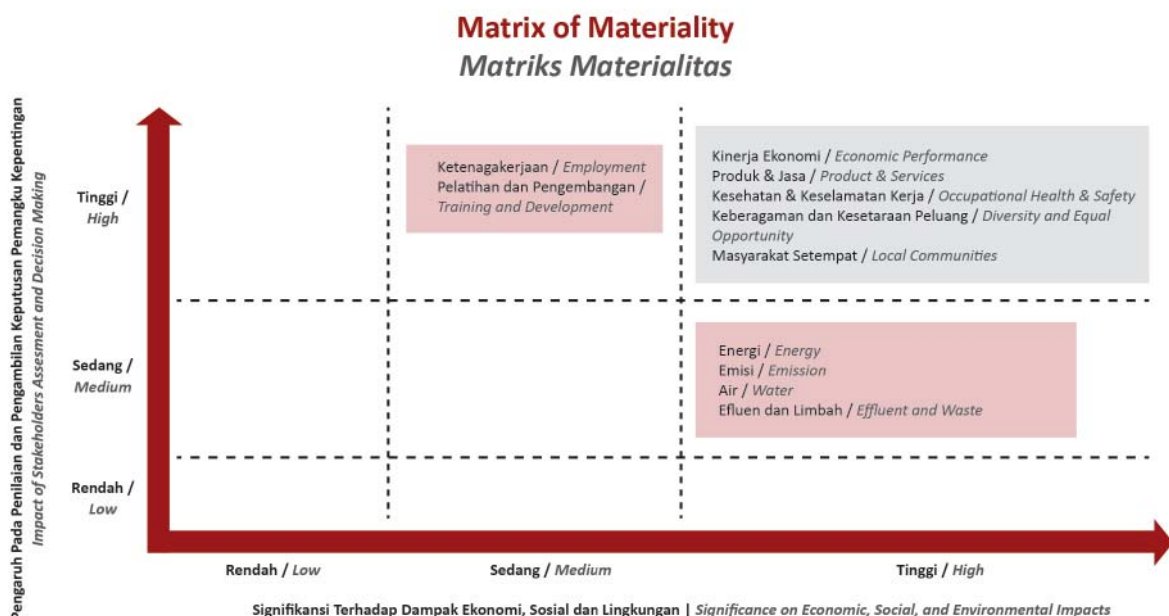 Matrix of Materiality
Matriks Materialitas
Pengaruh Pada Penilaian dan Pengambilan Keputusan Pemangku Kepentingan
Impact of Stakeholders Assesment and Decision Making
Tinggi /
High
Ketenagakerjaan / Employment
Pelatihan dan Pengembangan /
Training and Development
Kinerja Ekonomi / Economic Performance
Produk & Jasa / Product & Services
Kesehatan & Keselamatan Kerja / Occupational Health & Safety
Keberagaman dan Kesetaraan Peluang / Diversity and Equal
Opportunity
Masyarakat Setempat / Local Communities
Sedang /
Medium
Energi / Energy
Emisi / Emission
Air / Water
Efluen dan Limbah / Effluent and Waste
Rendah /
Low
Rendah / Low
Sedang / Medium
Tinggi / High
Signifikansi Terhadap Dampak Ekonomi, Sosial dan Lingkungan | Significance on Economic, Social, and Environmental Impacts